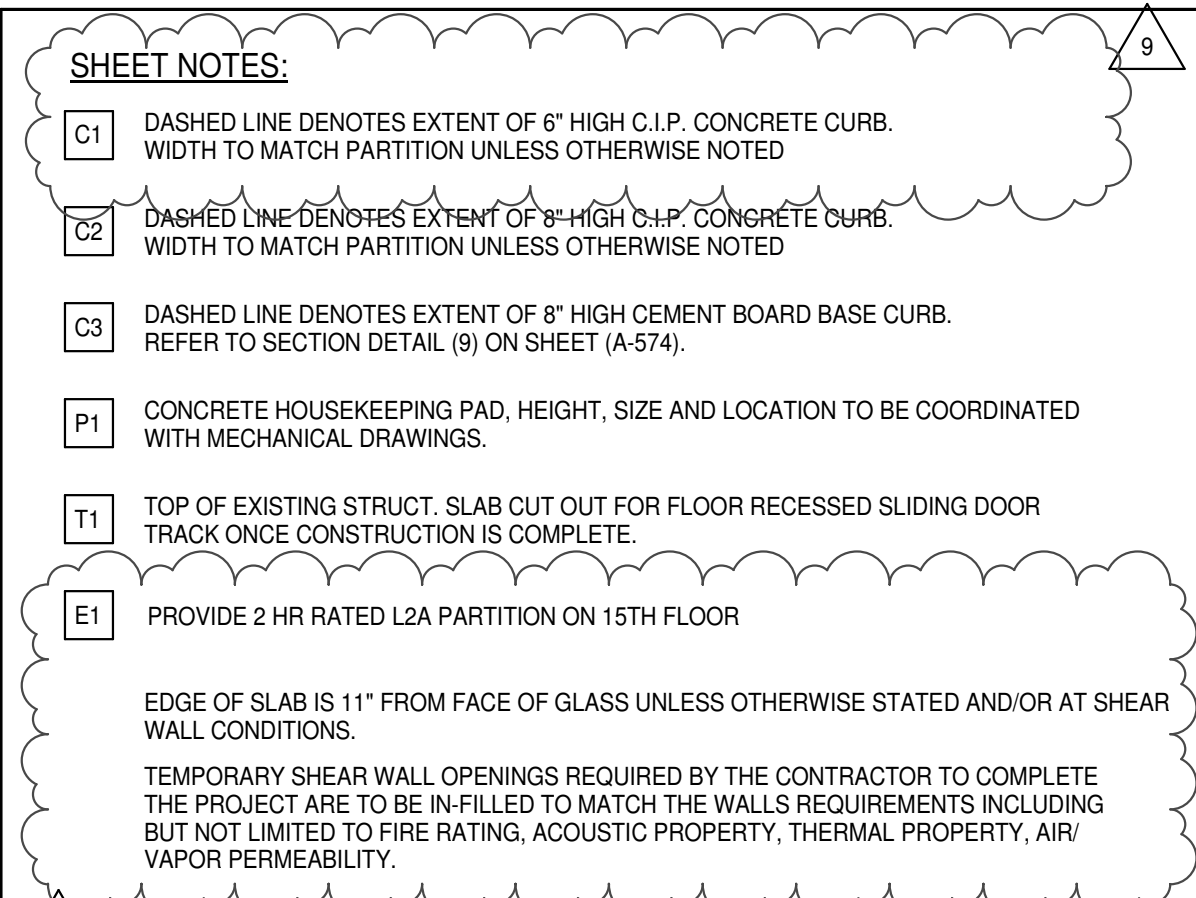 9
SHEET NOTES:
C1 DASHED LINE DENOTES EXTENT OF 6" HIGH C.I.P. CONCRETE CURB.
WIDTH TO MATCH PARTITION UNLESS OTHERWISE NOTED
C2 DASHED LINE DENOTES EXTENT OF 8" HIGH C.I.P. CONCRETE CURB.
WIDTH TO MATCH PARTITION UNLESS OTHERWISE NOTED
C3 DASHED LINE DENOTES EXTENT OF 8" HIGH CEMENT BOARD BASE CURB.
REFER TO SECTION DETAIL (9) ON SHEET (A-574).
P1 CONCRETE HOUSEKEEPING PAD, HEIGHT, SIZE AND LOCATION TO BE COORDINATED
WITH MECHANICAL DRAWINGS.
T1 TOP OF EXISTING STRUCT. SLAB CUT OUT FOR FLOOR RECESSED SLIDING DOOR
TRACK ONCE CONSTRUCTION IS COMPLETE.
E1 PROVIDE 2 HR RATED L2A PARTITION ON 15TH FLOOR
EDGE OF SLAB IS 11" FROM FACE OF GLASS UNLESS OTHERWISE STATED AND/OR AT SHEAR
WALL CONDITIONS.
TEMPORARY SHEAR WALL OPENINGS REQUIRED BY THE CONTRACTOR TO COMPLETE
THE PROJECT ARE TO BE IN-FILLED TO MATCH THE WALLS REQUIREMENTS INCLUDING
BUT NOT LIMITED TO FIRE RATING, ACOUSTIC PROPERTY, THERMAL PROPERTY, AIR/
VAPOR PERMEABILITY.